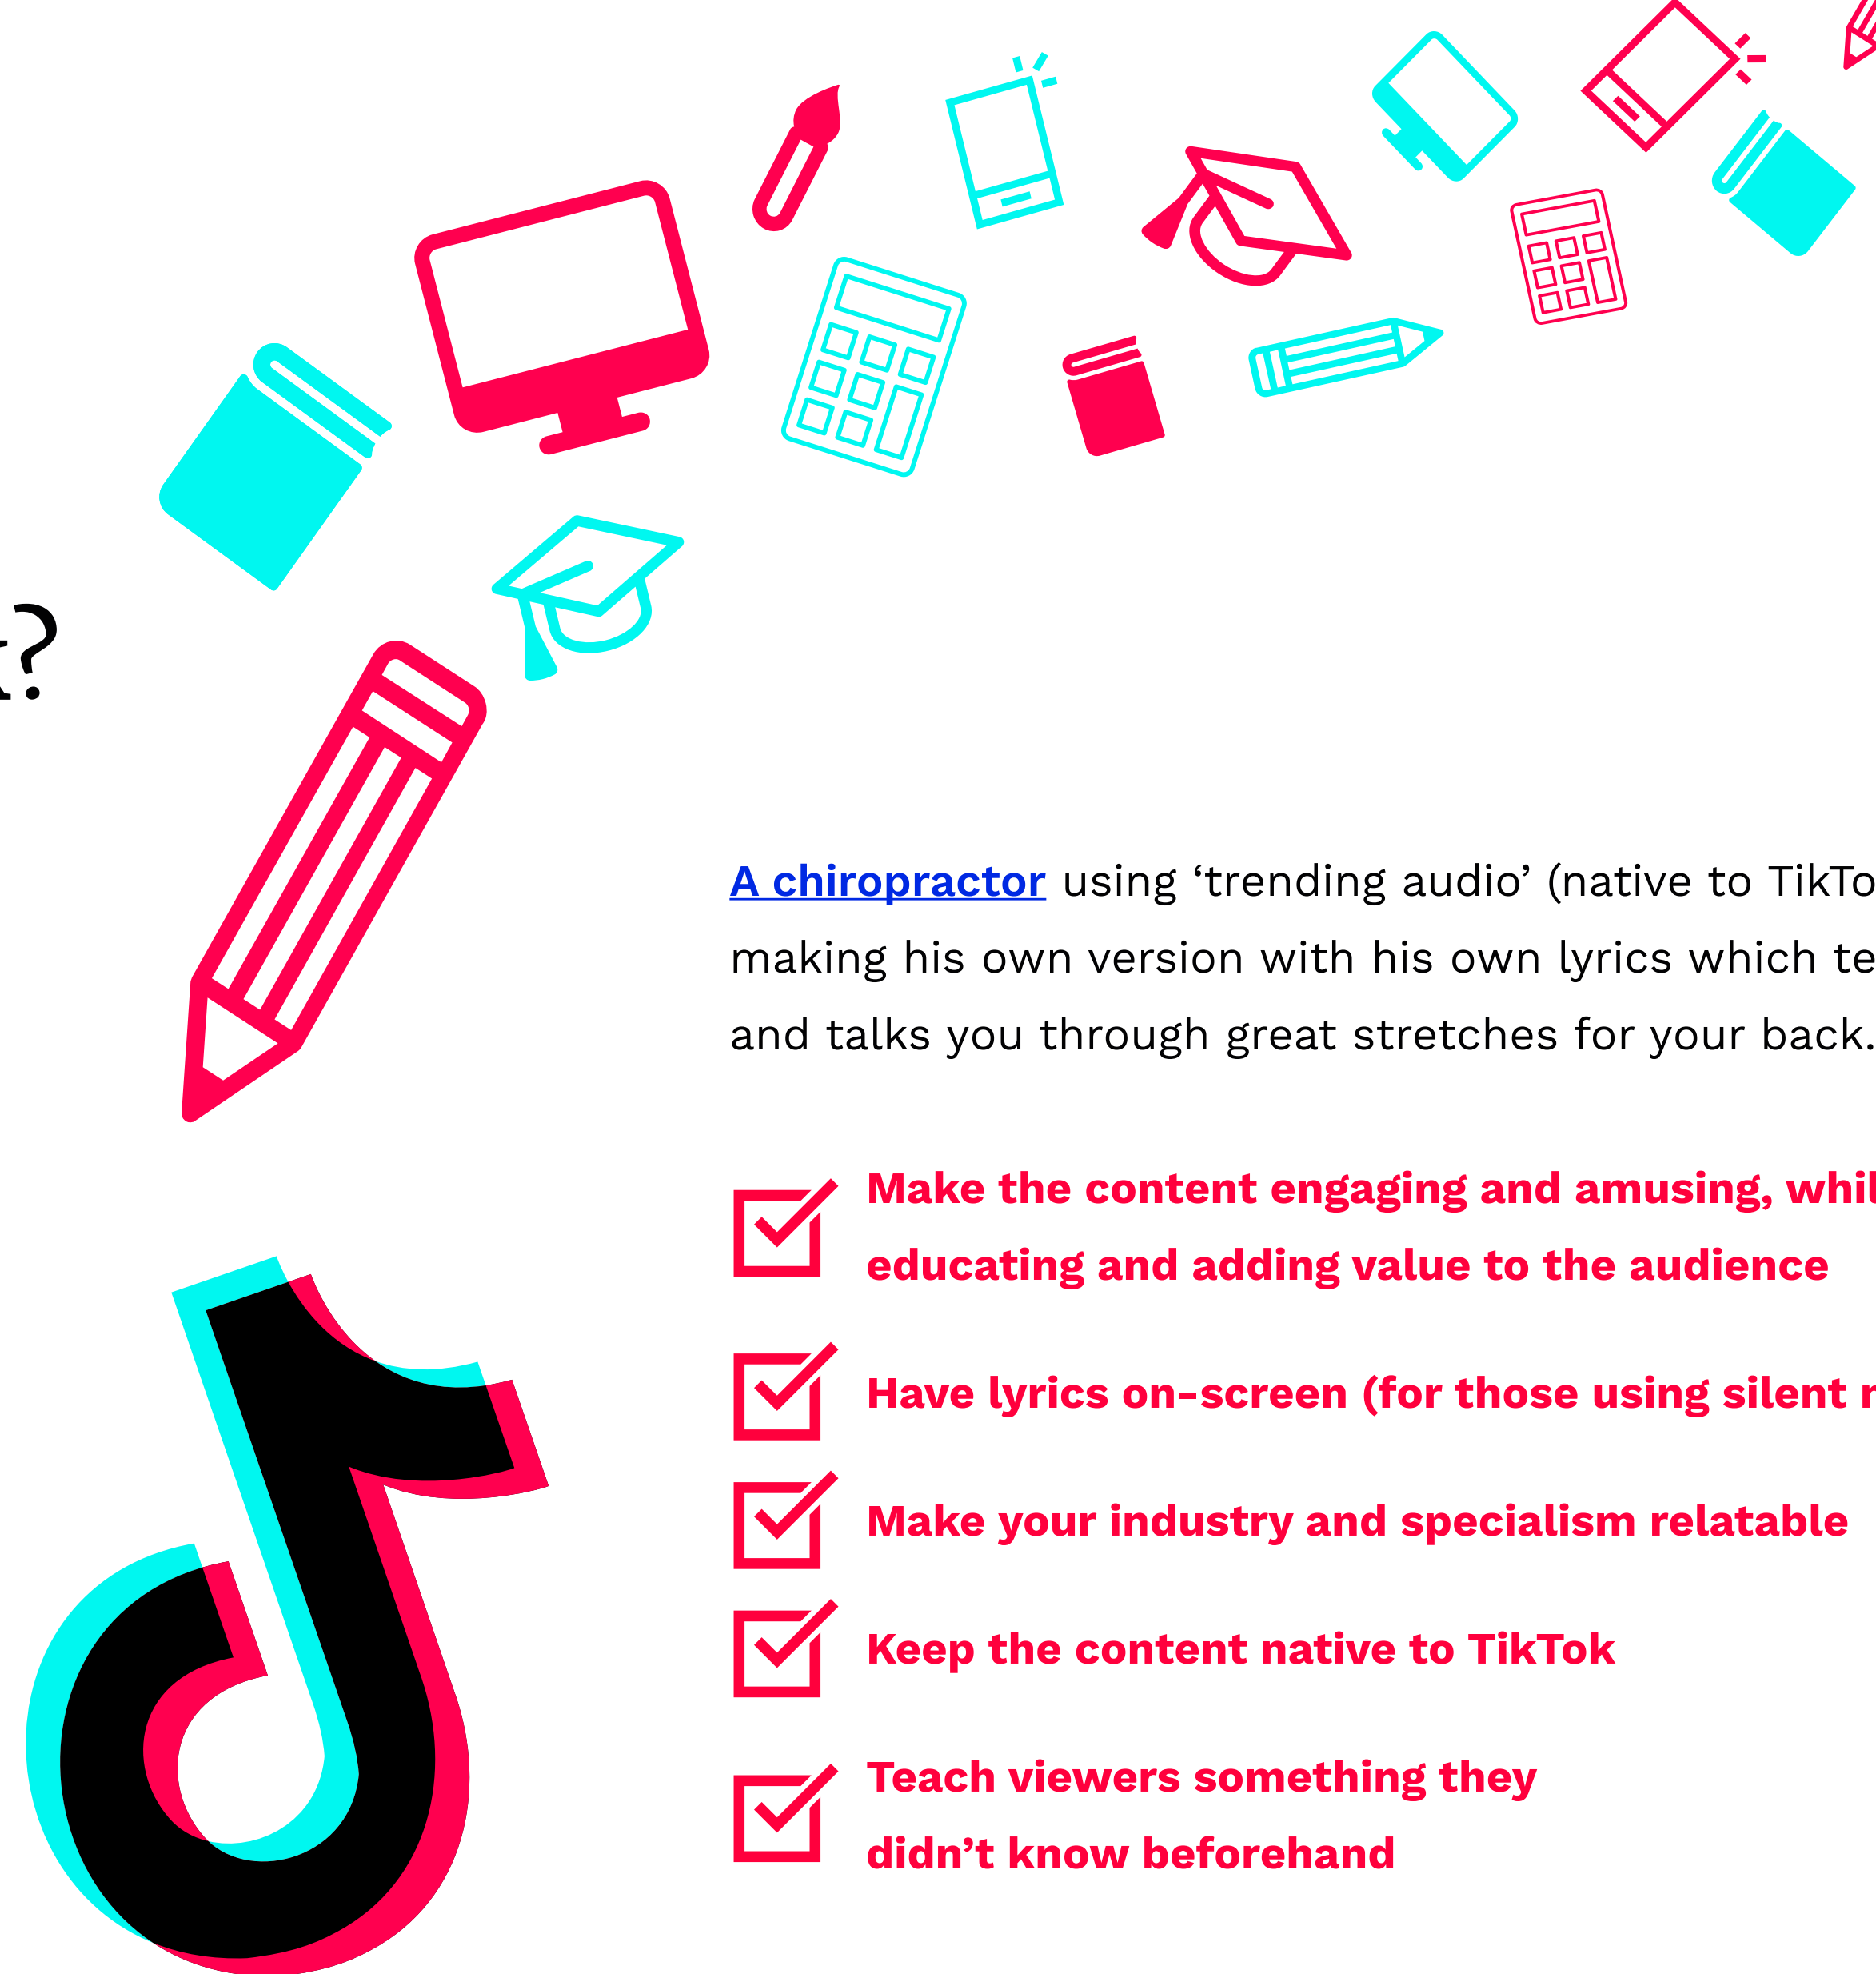 ?
A chiropractor using ‘trending audio’ (native to TikTo
making his own version with his own lyrics which te
and talks you through great stretches for your back.
Make the content engaging and amusing, whil
educating and adding value to the audience
Have lyrics on-screen (for those using silent
Make your industry and specialism relatable
Keep the content native to TikTok
Teach viewers something they
didn’t know beforehand